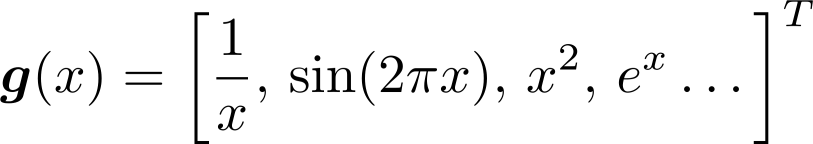 g(x) = [1/x, sin(2πx), x², eˣ ...]ᵀ